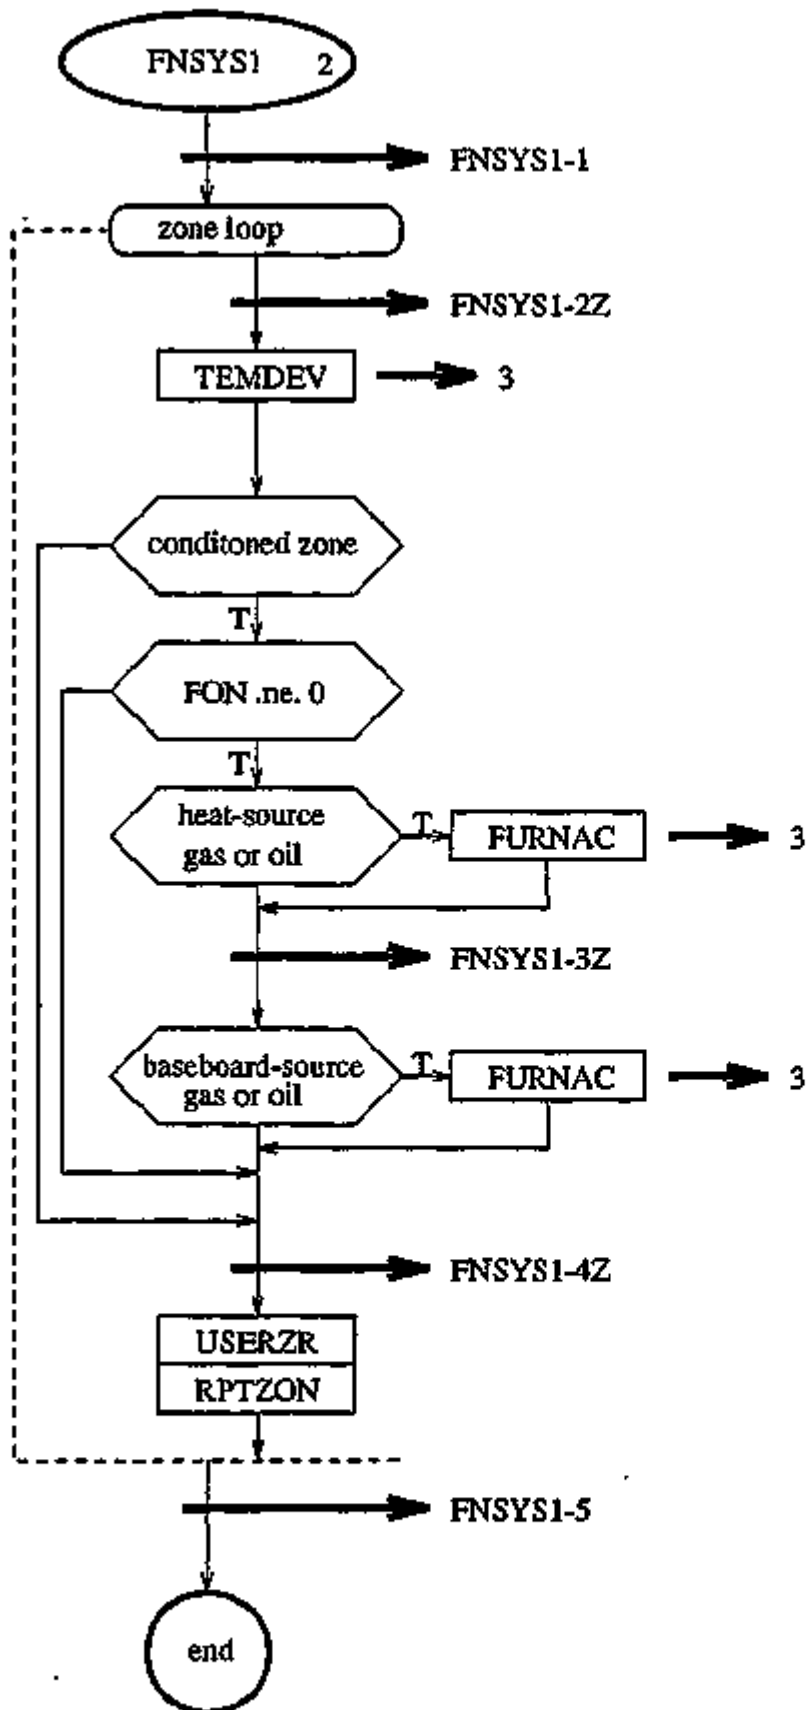 FNSYS1 2
FNSYS1-1
zone loop
FNSYS1-2Z
TEMDEV 3
conditoned zone
T
FON .ne. 0
T
heat-source
gas or oil
T
FURNAC 3
FNSYS1-3Z
baseboard-source
gas or oil
T
FURNAC 3
FNSYS1-4Z
USERZR
RPTZON
FNSYS1-5
end